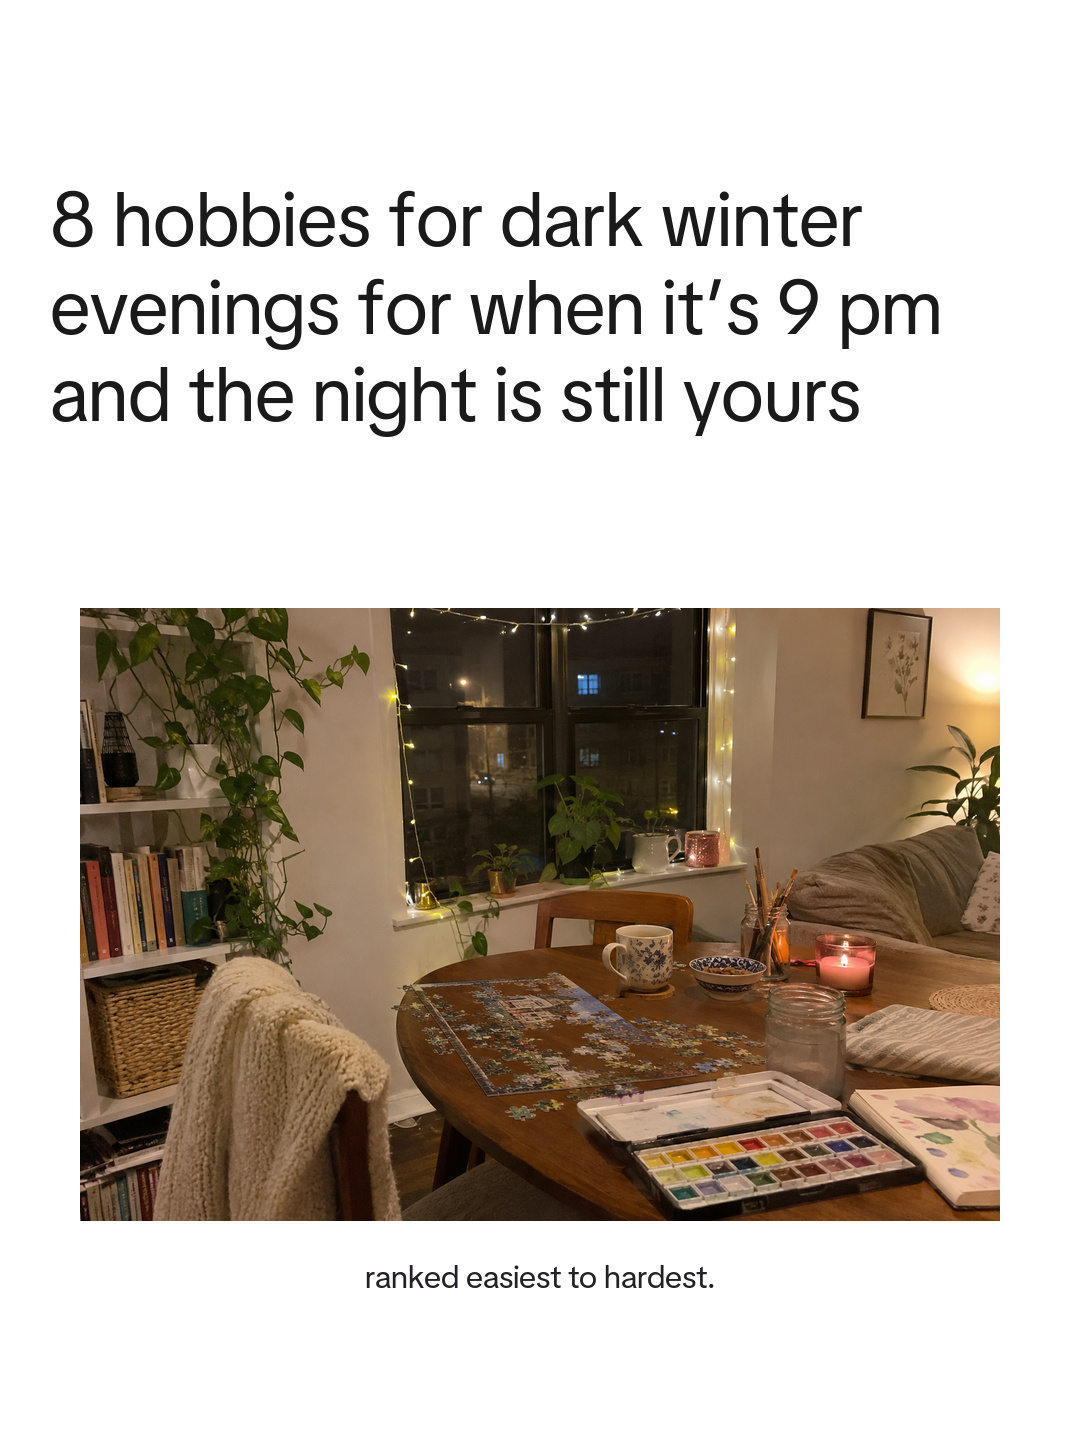 8 hobbies for dark winter
evenings for when it’s 9 pm
and the night is still yours
ranked easiest to hardest.